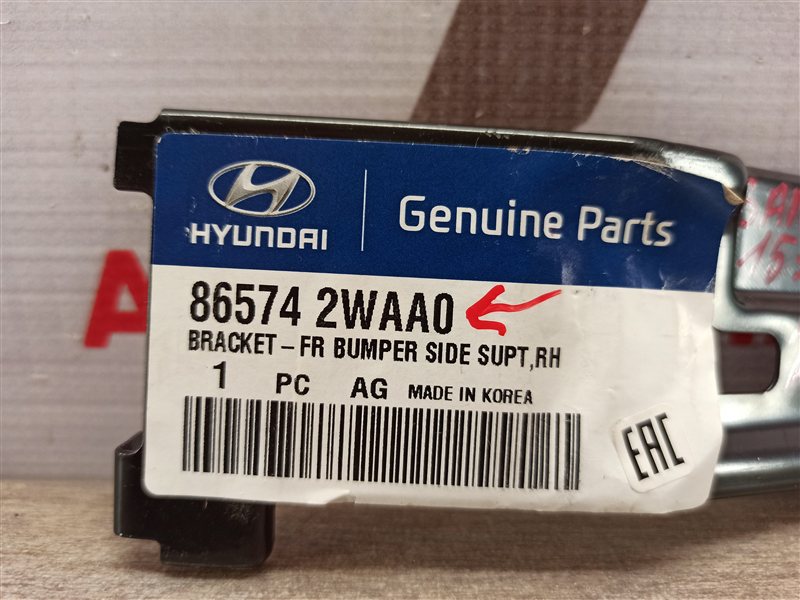 HYUNDAI
Genuine Parts
86574 2WAA0
BRACKET-FR BUMPER SIDE SUPT,RH
1 PC AG MADE IN KOREA
EAC